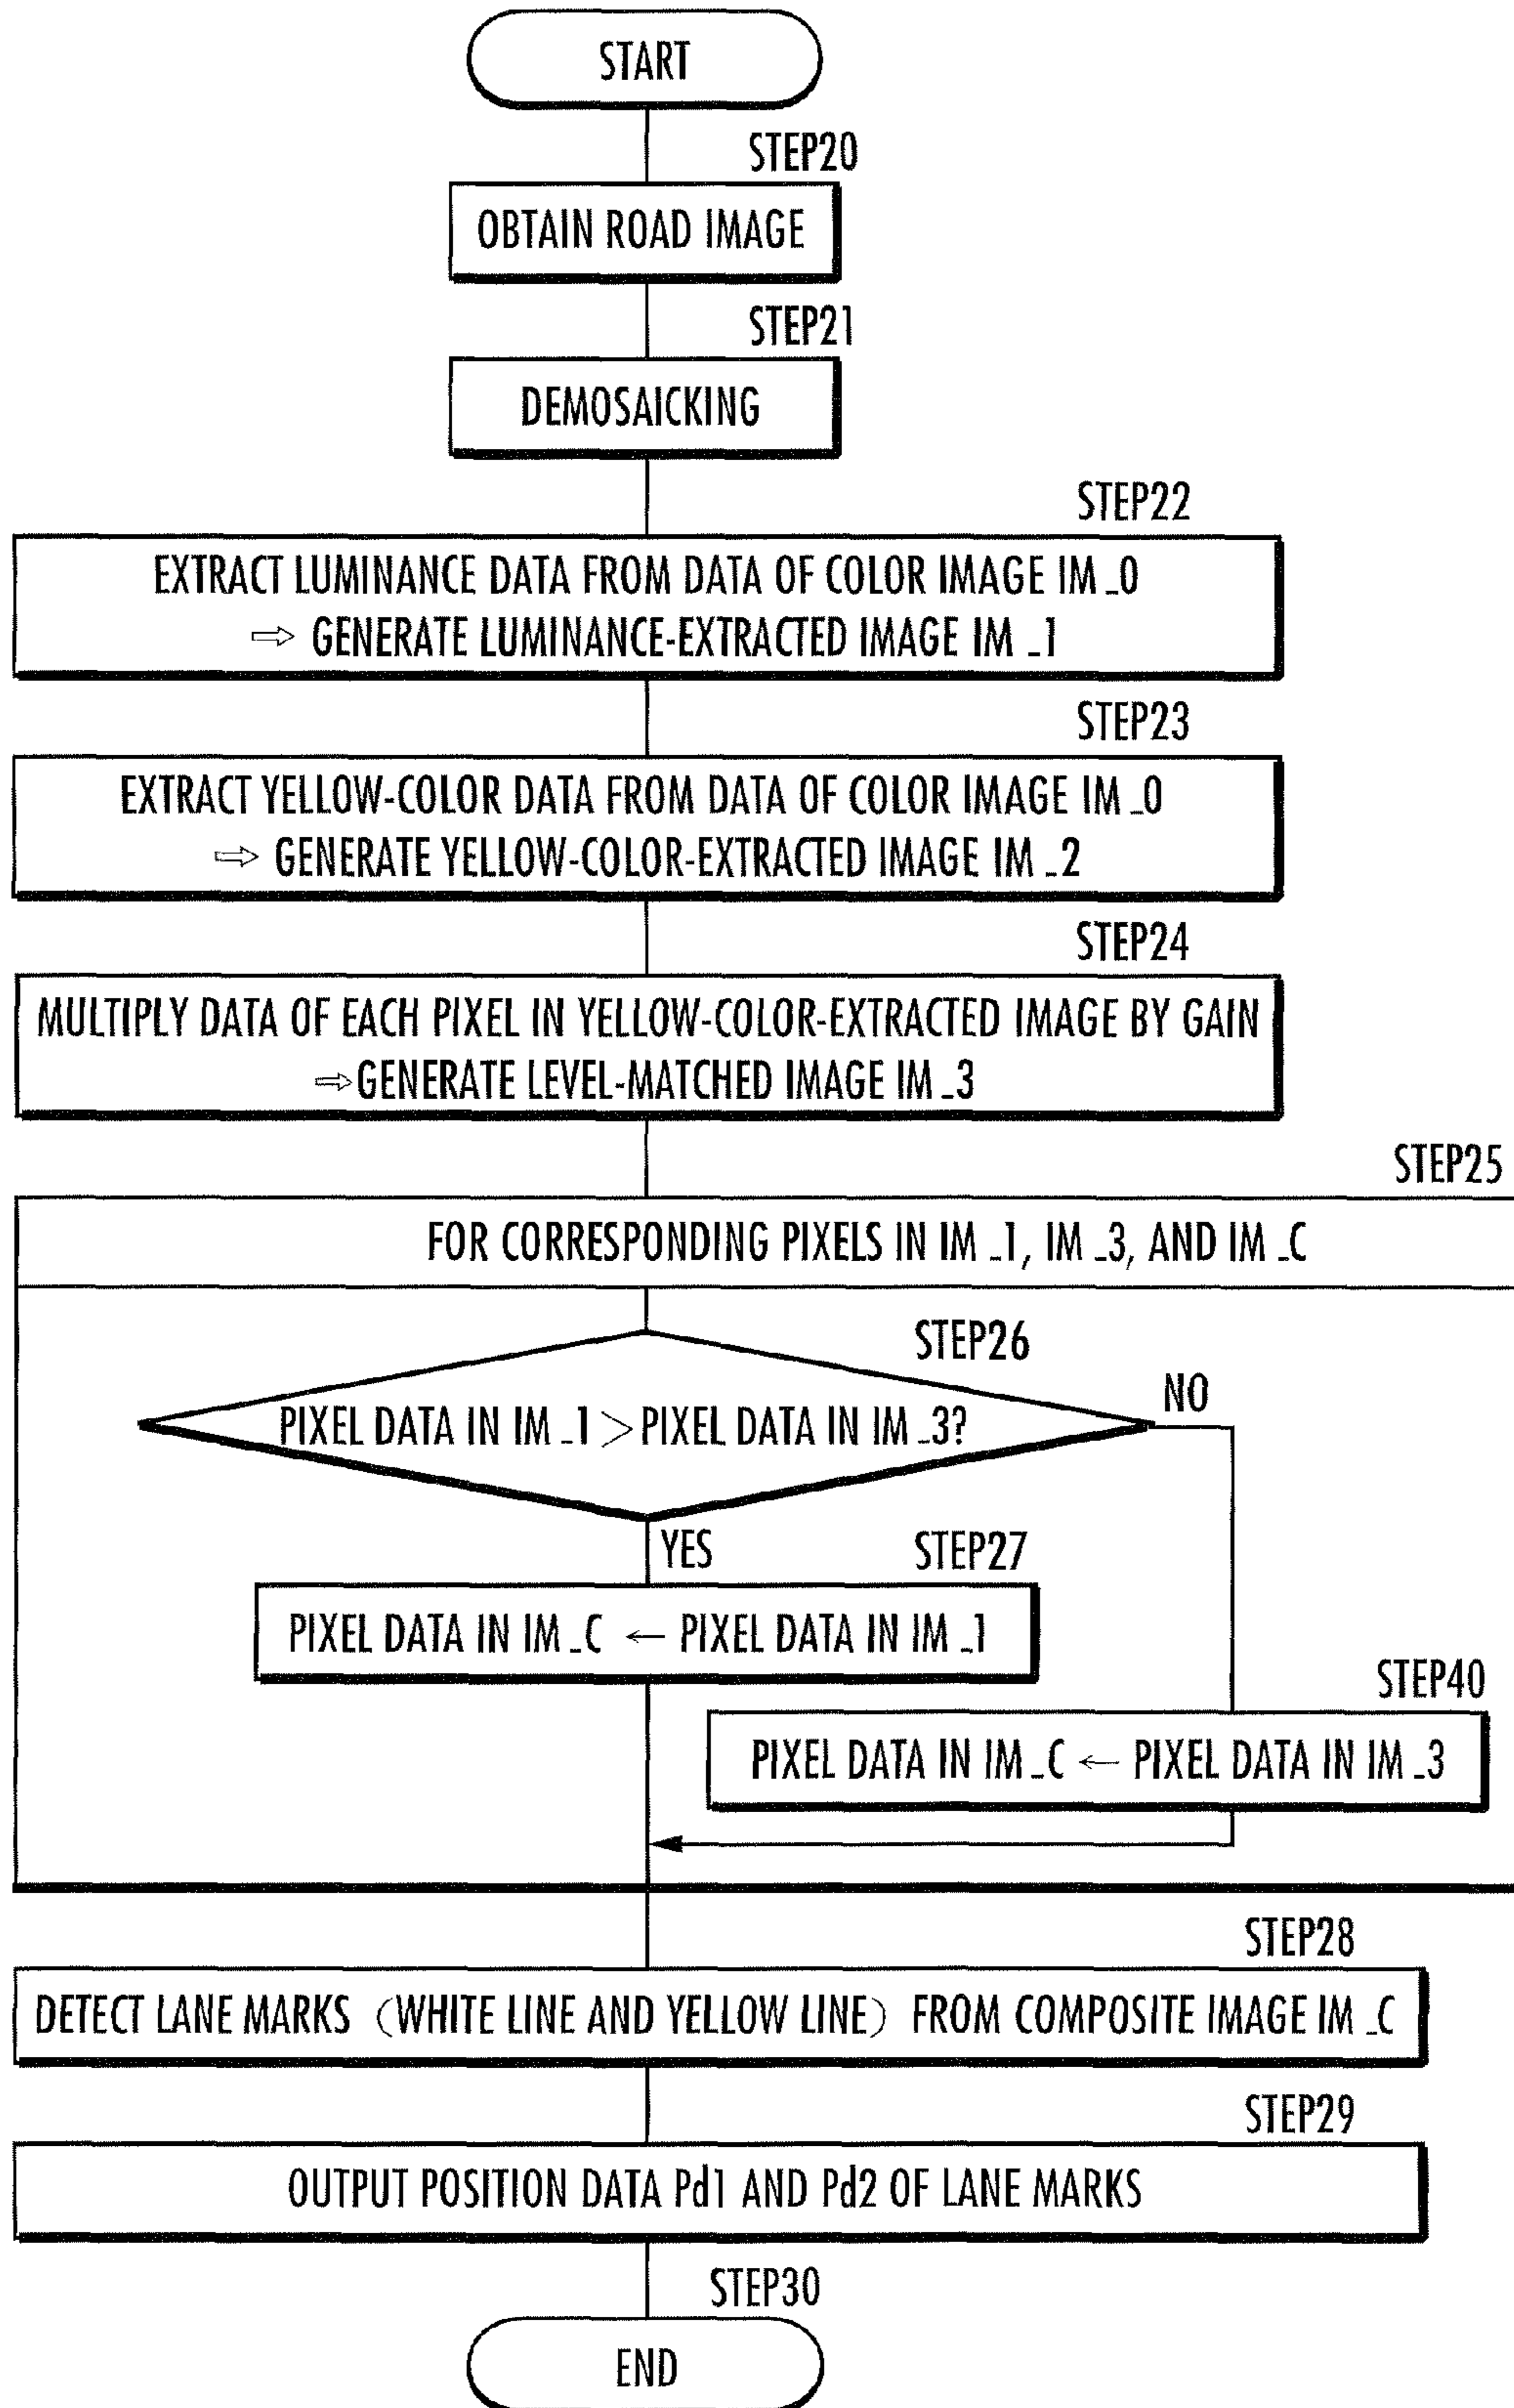 START
STEP20
OBTAIN ROAD IMAGE
STEP21
DEMOSAICKING
STEP22
EXTRACT LUMINANCE DATA FROM DATA OF COLOR IMAGE IM_0
⇨ GENERATE LUMINANCE-EXTRACTED IMAGE IM_1
STEP23
EXTRACT YELLOW-COLOR DATA FROM DATA OF COLOR IMAGE IM_0
⇨ GENERATE YELLOW-COLOR-EXTRACTED IMAGE IM_2
STEP24
MULTIPLY DATA OF EACH PIXEL IN YELLOW-COLOR-EXTRACTED IMAGE BY GAIN
⇨GENERATE LEVEL-MATCHED IMAGE IM_3
STEP25
FOR CORRESPONDING PIXELS IN IM_1, IM_3, AND IM_C
STEP26
PIXEL DATA IN IM_1 > PIXEL DATA IN IM_3?
NO
YES
STEP27
PIXEL DATA IN IM_C ← PIXEL DATA IN IM_1
STEP40
PIXEL DATA IN IM_C ← PIXEL DATA IN IM_3
STEP28
DETECT LANE MARKS (WHITE LINE AND YELLOW LINE) FROM COMPOSITE IMAGE IM_C
STEP29
OUTPUT POSITION DATA Pd1 AND Pd2 OF LANE MARKS
STEP30
END